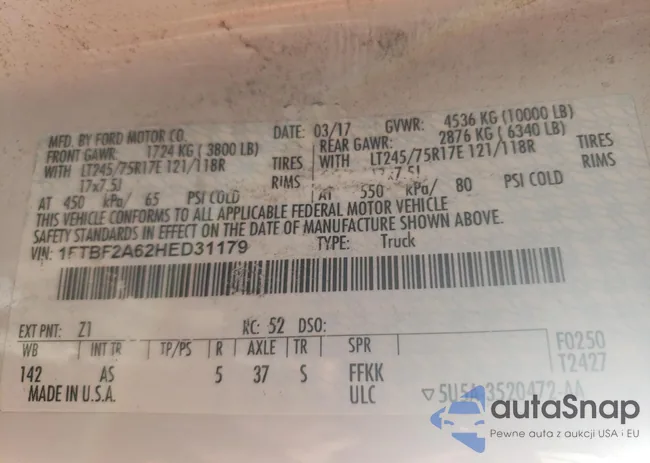 MFD. BY FORD MOTOR CO. DATE: 03/17 GVWR: 4536 KG (10000 LB)
FRONT GAWR: 1724 KG (3800 LB) REAR GAWR: 2876 KG (6340 LB)
WITH LT245/75R17E 121/118R TIRES WITH LT245/75R17E 121/118R TIRES
17x7.5J RIMS 17x7.5J RIMS
AT 450 kPa/ 65 PSI COLD AT 550 kPa/ 80 PSI COLD
THIS VEHICLE CONFORMS TO ALL APPLICABLE FEDERAL MOTOR VEHICLE
SAFETY STANDARDS IN EFFECT ON THE DATE OF MANUFACTURE SHOWN ABOVE.
VIN: 1FTBF2A62HED31179 TYPE: Truck
EXT PNT: Z1 RC: 52 DSO:
WB INT TR TP/PS R AXLE TR SPR F0250
142 AS 5 37 S FFKK T2427
MADE IN U.S.A. ULC ▽ 5U5A-3520472-AA
autaSnap
Pewne auta z aukcji USA i EU